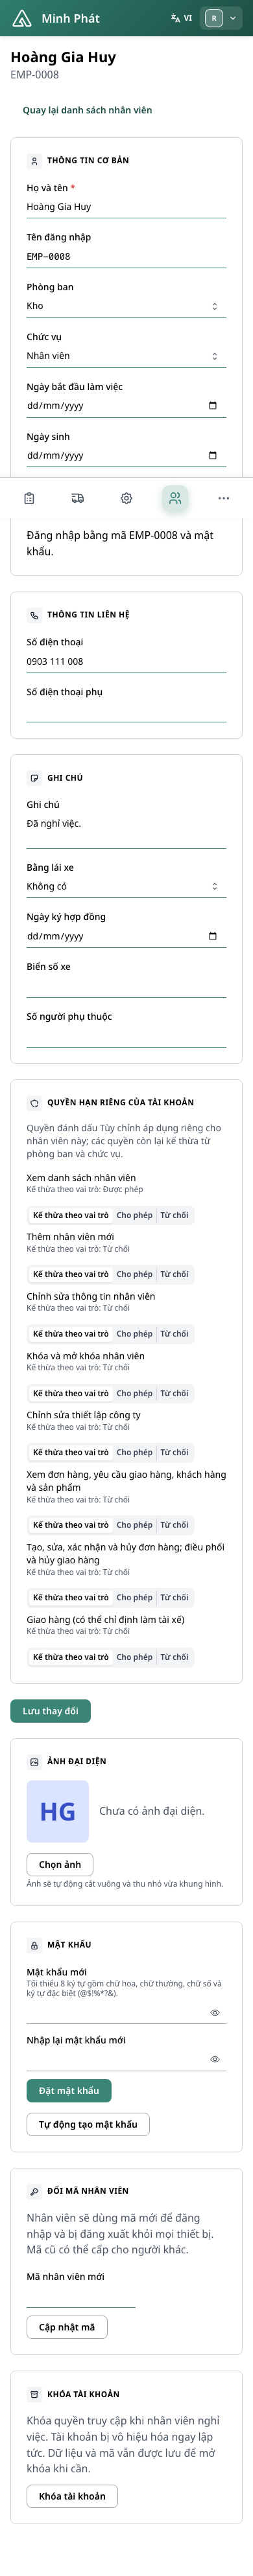 Minh Phát
VI
R
Hoàng Gia Huy
EMP-0008
Quay lại danh sách nhân viên
THÔNG TIN CƠ BẢN
Họ và tên *
Hoàng Gia Huy
Tên đăng nhập
EMP-0008
Phòng ban
Kho
Chức vụ
Nhân viên
Ngày bắt đầu làm việc
dd/mm/yyyy
Ngày sinh
dd/mm/yyyy
Đăng nhập bằng mã EMP-0008 và mật
khẩu.
THÔNG TIN LIÊN HỆ
Số điện thoại
0903 111 008
Số điện thoại phụ
GHI CHÚ
Ghi chú
Đã nghỉ việc.
Bằng lái xe
Không có
Ngày ký hợp đồng
dd/mm/yyyy
Biển số xe
Số người phụ thuộc
QUYỀN HẠN RIÊNG CỦA TÀI KHOẢN
Quyền đánh dấu Tùy chỉnh áp dụng riêng cho
nhân viên này; các quyền còn lại kế thừa từ
phòng ban và chức vụ.
Xem danh sách nhân viên
Kế thừa theo vai trò: Được phép
Kế thừa theo vai trò Cho phép Từ chối
Thêm nhân viên mới
Kế thừa theo vai trò: Từ chối
Kế thừa theo vai trò Cho phép Từ chối
Chỉnh sửa thông tin nhân viên
Kế thừa theo vai trò: Từ chối
Kế thừa theo vai trò Cho phép Từ chối
Khóa và mở khóa nhân viên
Kế thừa theo vai trò: Từ chối
Kế thừa theo vai trò Cho phép Từ chối
Chỉnh sửa thiết lập công ty
Kế thừa theo vai trò: Từ chối
Kế thừa theo vai trò Cho phép Từ chối
Xem đơn hàng, yêu cầu giao hàng, khách hàng
và sản phẩm
Kế thừa theo vai trò: Từ chối
Kế thừa theo vai trò Cho phép Từ chối
Tạo, sửa, xác nhận và hủy đơn hàng; điều phối
và hủy giao hàng
Kế thừa theo vai trò: Từ chối
Kế thừa theo vai trò Cho phép Từ chối
Giao hàng (có thể chỉ định làm tài xế)
Kế thừa theo vai trò: Từ chối
Kế thừa theo vai trò Cho phép Từ chối
Lưu thay đổi
ẢNH ĐẠI DIỆN
HG
Chưa có ảnh đại diện.
Chọn ảnh
Ảnh sẽ tự động cắt vuông và thu nhỏ vừa khung hình.
MẬT KHẨU
Mật khẩu mới
Tối thiểu 8 ký tự gồm chữ hoa, chữ thường, chữ số và
ký tự đặc biệt (@$!%*?&).
Nhập lại mật khẩu mới
Đặt mật khẩu
Tự động tạo mật khẩu
ĐỔI MÃ NHÂN VIÊN
Nhân viên sẽ dùng mã mới để đăng
nhập và bị đăng xuất khỏi mọi thiết bị.
Mã cũ có thể cấp cho người khác.
Mã nhân viên mới
Cập nhật mã
KHÓA TÀI KHOẢN
Khóa quyền truy cập khi nhân viên nghỉ
việc. Tài khoản bị vô hiệu hóa ngay lập
tức. Dữ liệu và mã vẫn được lưu để mở
khóa khi cần.
Khóa tài khoản